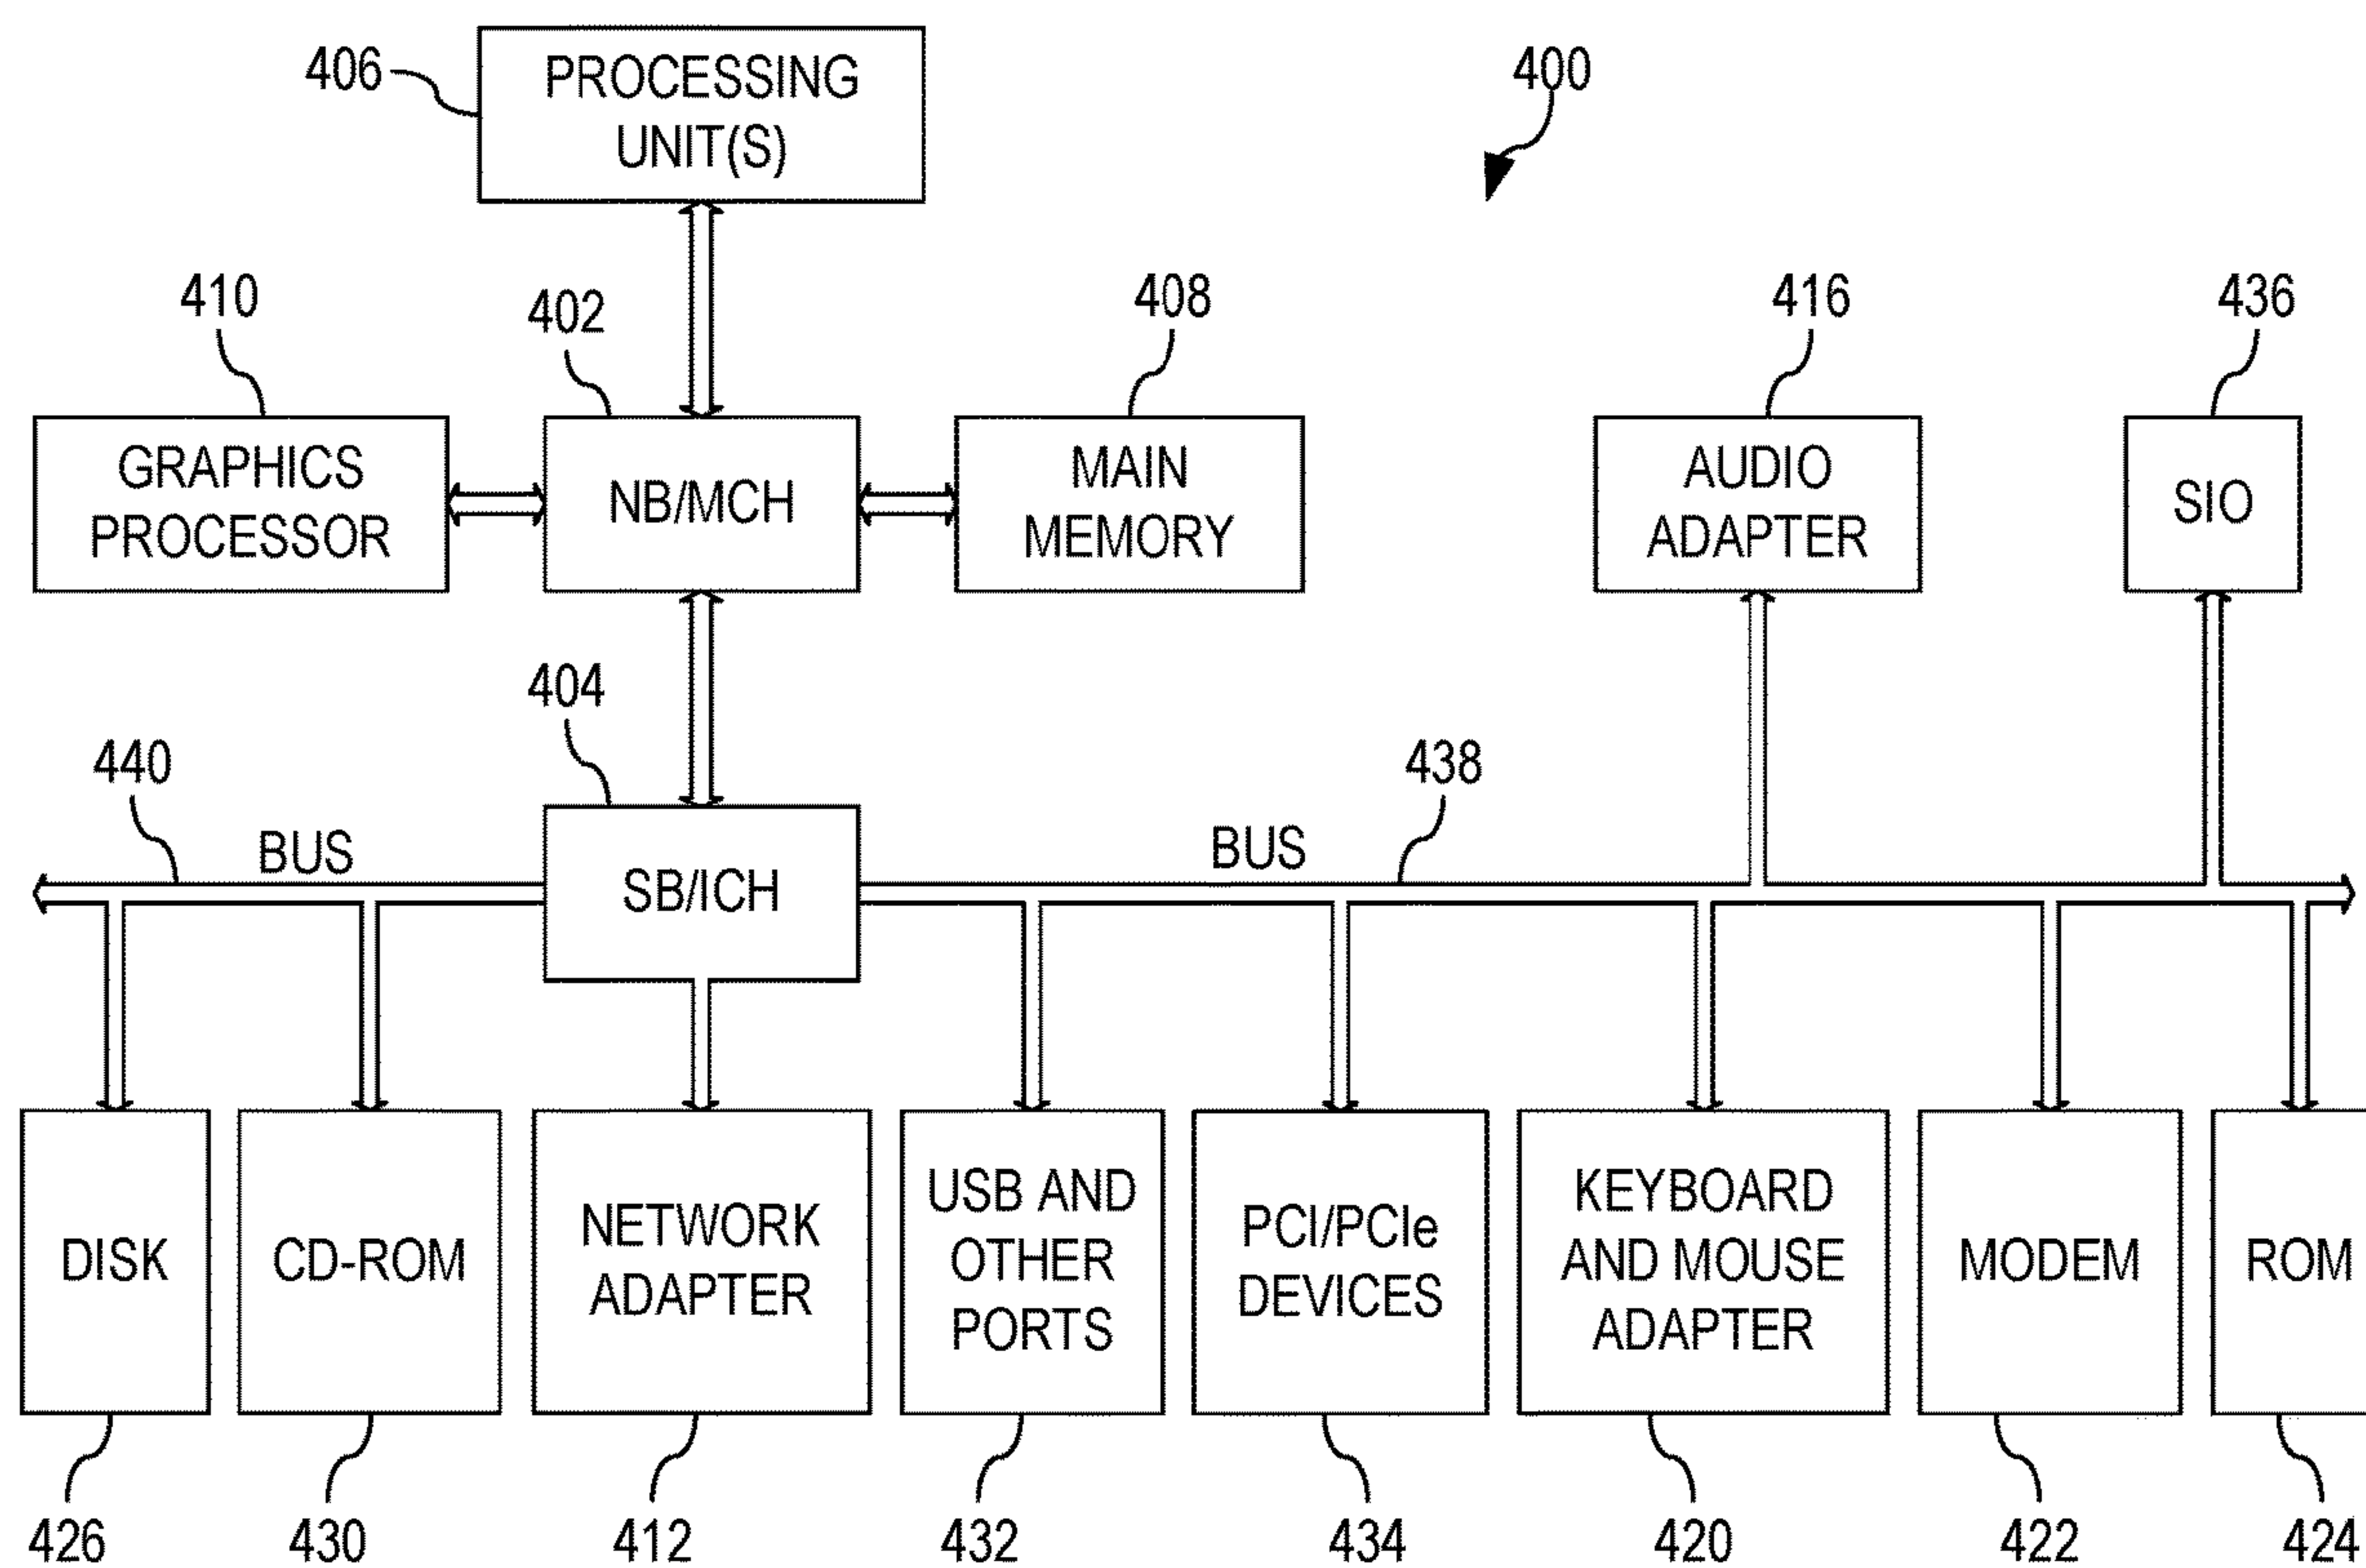 406
PROCESSING
UNIT(S)
400
410
402
408
416
436
GRAPHICS
PROCESSOR
NB/MCH
MAIN
MEMORY
AUDIO
ADAPTER
SIO
404
440
438
BUS
BUS
SB/ICH
DISK
CD-ROM
NETWORK
ADAPTER
USB AND
OTHER
PORTS
PCI/PCIe
DEVICES
KEYBOARD
AND MOUSE
ADAPTER
MODEM
ROM
426
430
412
432
434
420
422
424